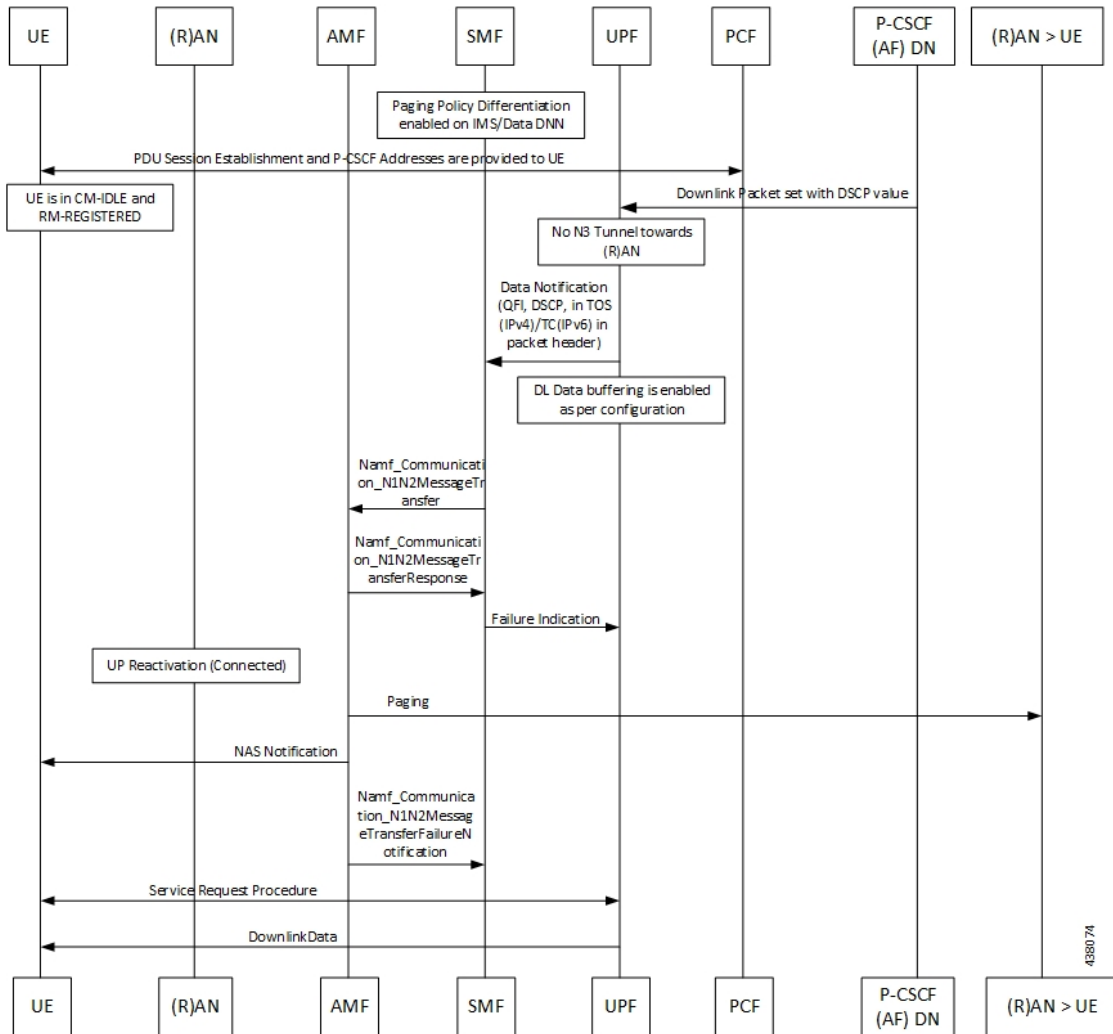 UE
(R)AN
AMF
SMF
UPF
PCF
P-CSCF
(AF) DN
(R)AN > UE
Paging Policy Differentiation
enabled on IMS/Data DNN
PDU Session Establishment and P-CSCF Addresses are provided to UE
UE is in CM-IDLE and
RM-REGISTERED
Downlink Packet set with DSCP value
No N3 Tunnel towards
(R)AN
Data Notification
(QFI, DSCP, in TOS
(IPv4)/TC(IPv6) in
packet header)
DL Data buffering is enabled
as per configuration
Namf_Communicati
on_N1N2MessageTr
ansfer
Namf_Communicati
on_N1N2MessageTr
ansferResponse
Failure Indication
UP Reactivation (Connected)
Paging
NAS Notification
Namf_Communica
tion_N1N2Messag
eTransferFailureN
otification
Service Request Procedure
DownlinkData
438074
UE
(R)AN
AMF
SMF
UPF
PCF
P-CSCF
(AF) DN
(R)AN > UE